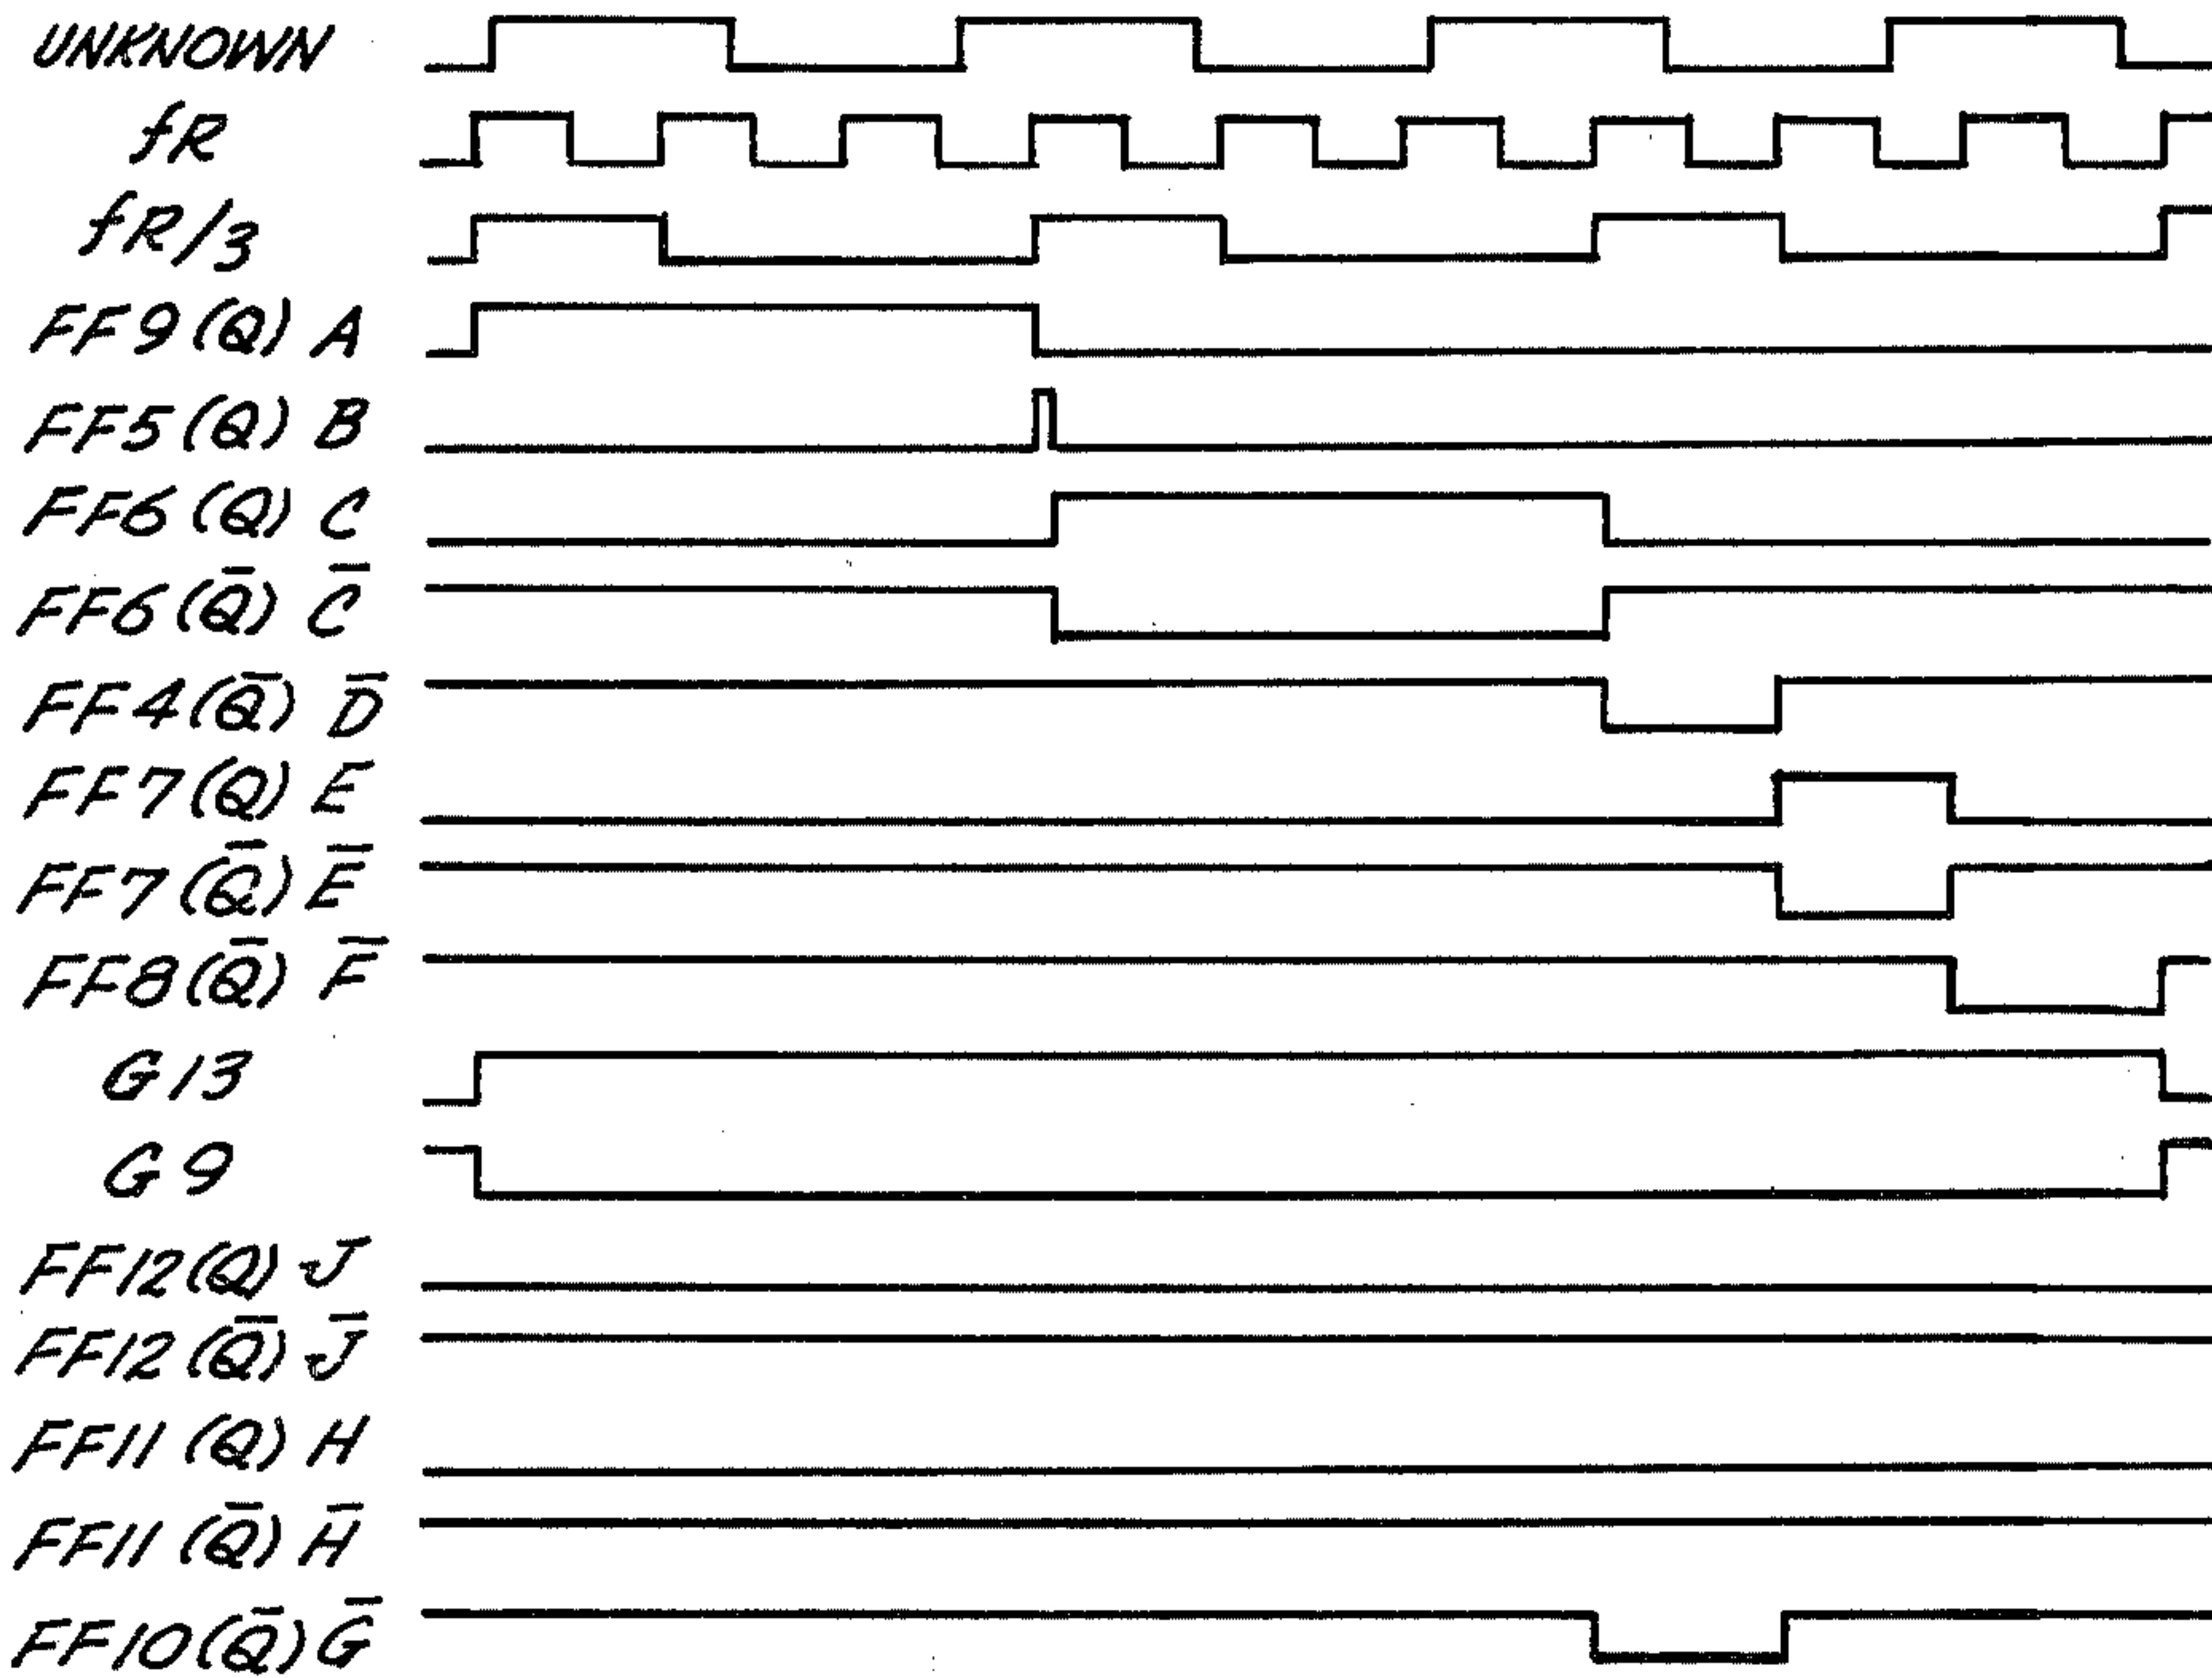 UNKNOWN
fR
fR/3
FF9(Q) A
FF5(Q) B
FF6(Q) C
FF6(Q̅) C̅
FF4(Q̅) D̅
FF7(Q) E
FF7(Q̅) E̅
FF8(Q̅) F̅
G13
G9
FF12(Q) J
FF12(Q̅) J̅
FF11(Q) H
FF11(Q̅) H̅
FF10(Q̅) G̅